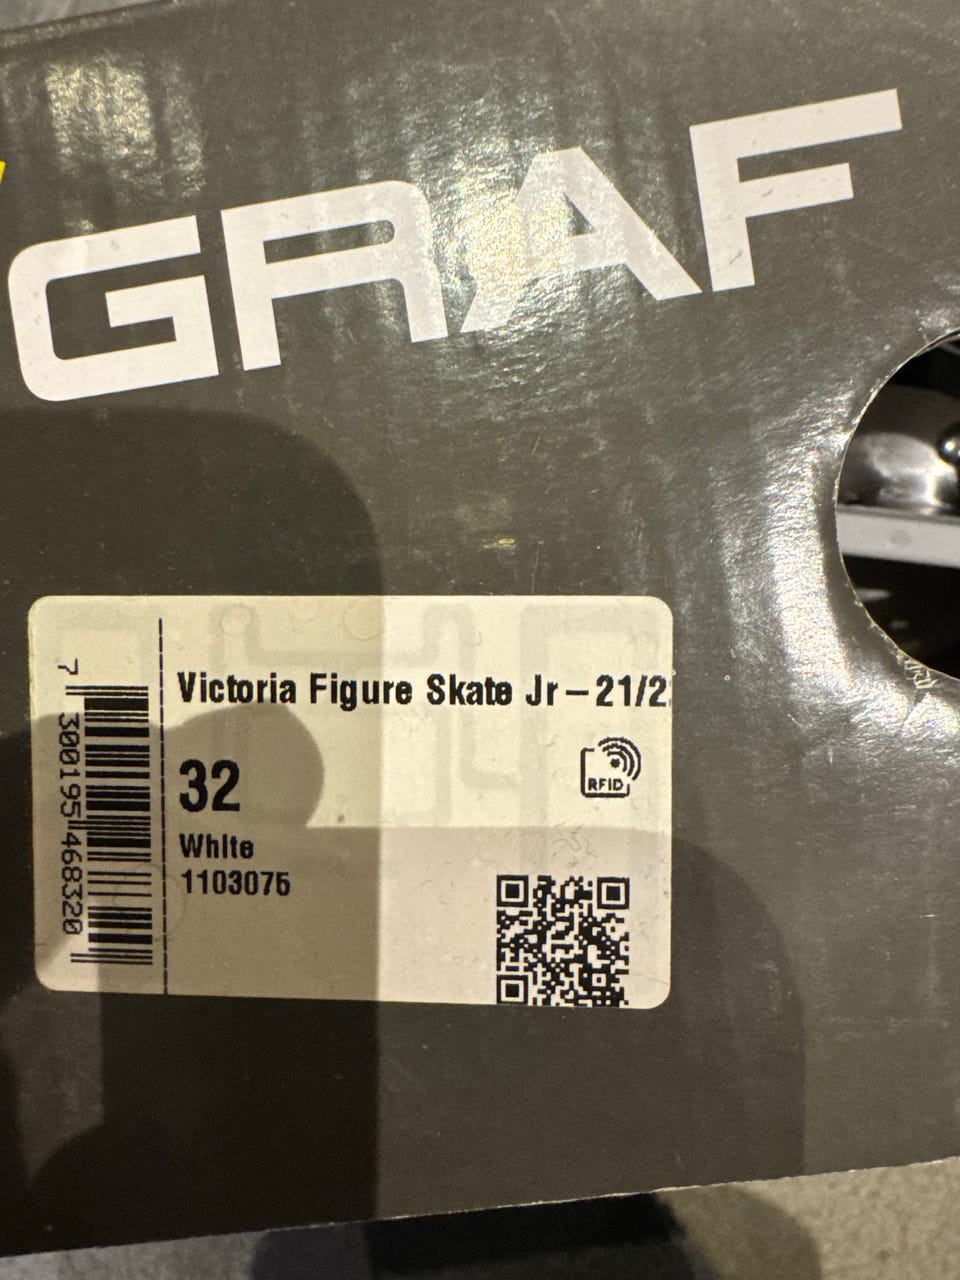 GRAF
Victoria Figure Skate Jr – 21/2
32
RFID
White
1103075
7 300195 468320